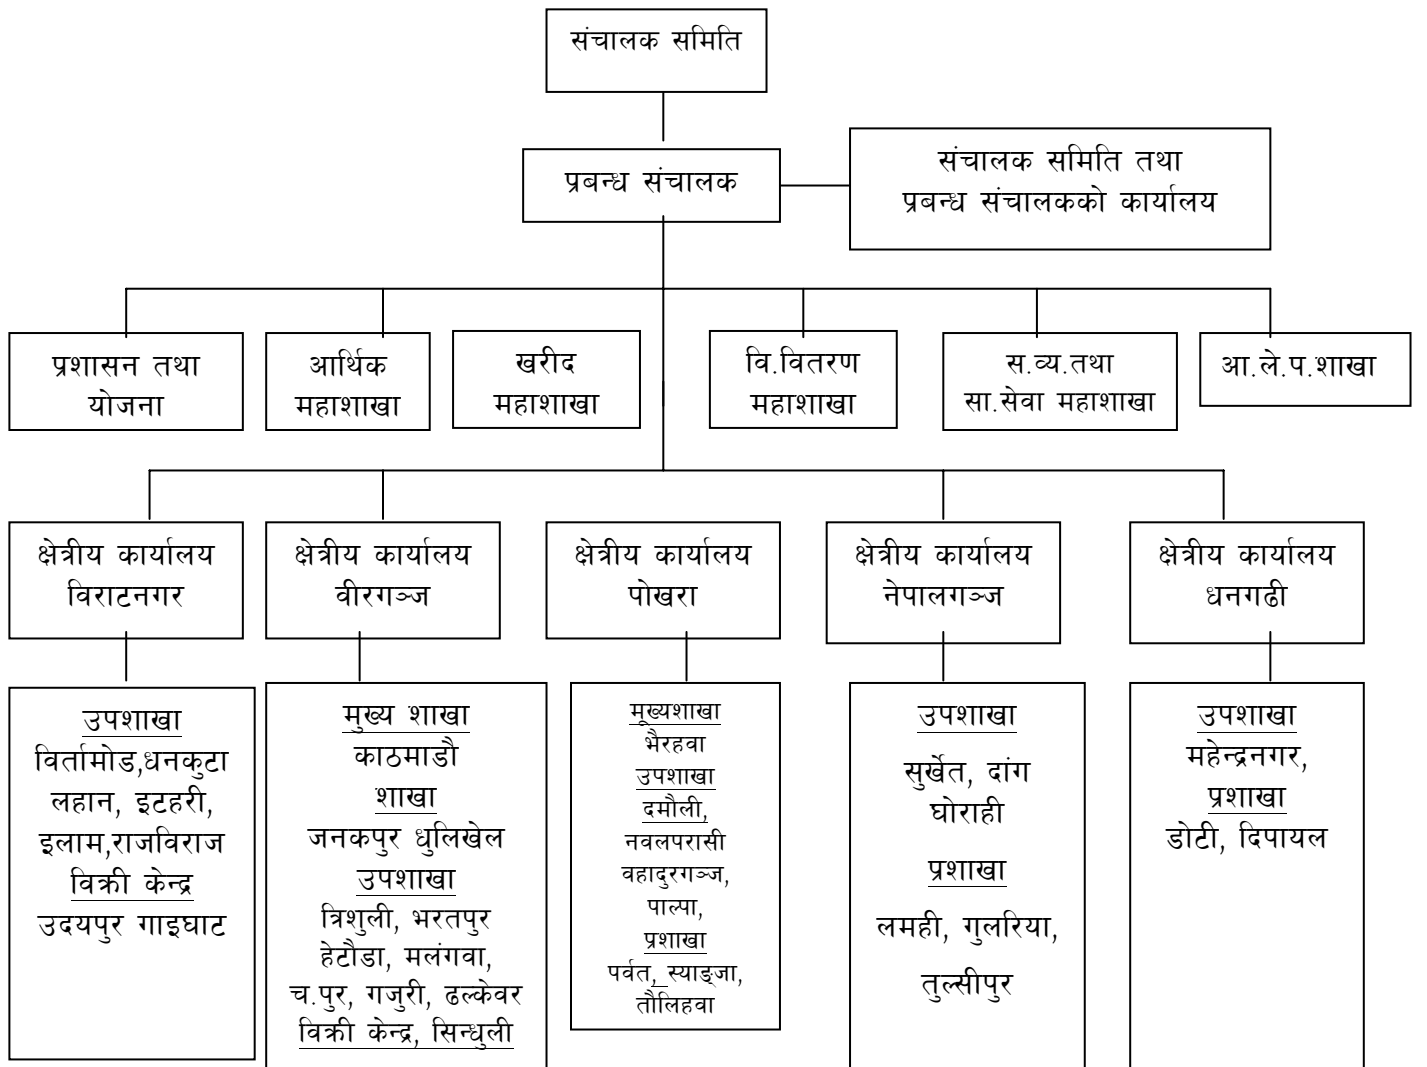 संचालक समिति
प्रबन्ध संचालक
संचालक समिति तथा
प्रबन्ध संचालकको कार्यालय
प्रशासन तथा
योजना
आर्थिक
महाशाखा
खरीद
महाशाखा
वि.वितरण
महाशाखा
स.व्य.तथा
सा.सेवा महाशाखा
आ.ले.प.शाखा
क्षेत्रीय कार्यालय
विराटनगर
क्षेत्रीय कार्यालय
वीरगञ्ज
क्षेत्रीय कार्यालय
पोखरा
क्षेत्रीय कार्यालय
नेपालगञ्ज
क्षेत्रीय कार्यालय
धनगढी
उपशाखा
विर्तामोड,धनकुटा
लहान, इटहरी,
इलाम,राजविराज
विक्री केन्द्र
उदयपुर गाइघाट
मुख्य शाखा
काठमाडौ
शाखा
जनकपुर धुलिखेल
उपशाखा
त्रिशुली, भरतपुर
हेटौडा, मलंगवा,
च.पुर, गजुरी, ढल्केवर
विक्री केन्द्र, सिन्धुली
मूख्यशाखा
भैरहवा
उपशाखा
दमौली,
नवलपरासी
वहादुरगञ्ज,
पाल्पा,
प्रशाखा
पर्वत, स्याङ्जा,
तौलिहवा
उपशाखा
सुर्खेत, दांग
घोराही
प्रशाखा
लमही, गुलरिया,
तुल्सीपुर
उपशाखा
महेन्द्रनगर,
प्रशाखा
डोटी, दिपायल